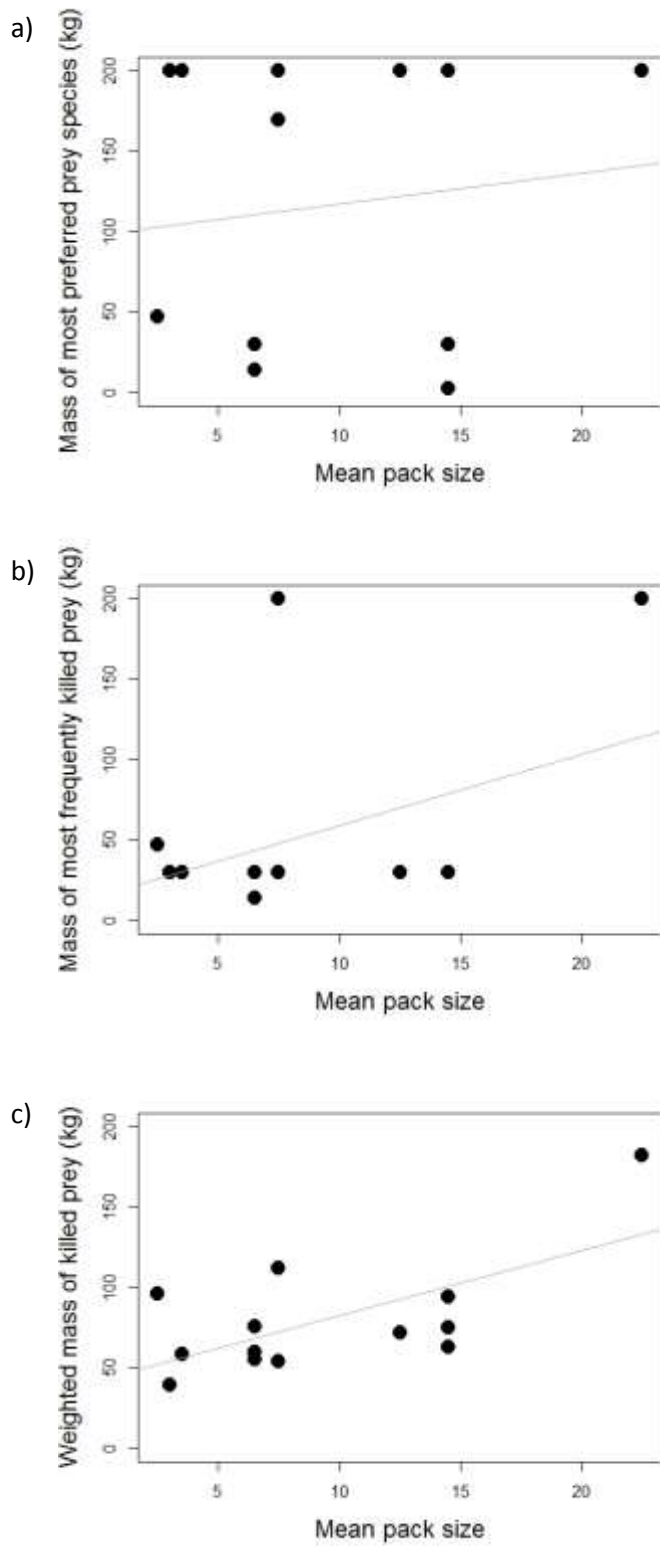 a)
Mass of most preferred prey species (kg)
200
150
100
50
0
5 10 15 20
Mean pack size
b)
Mass of most frequently killed prey (kg)
200
150
100
50
0
5 10 15 20
Mean pack size
c)
Weighted mass of killed prey (kg)
200
150
100
50
0
5 10 15 20
Mean pack size